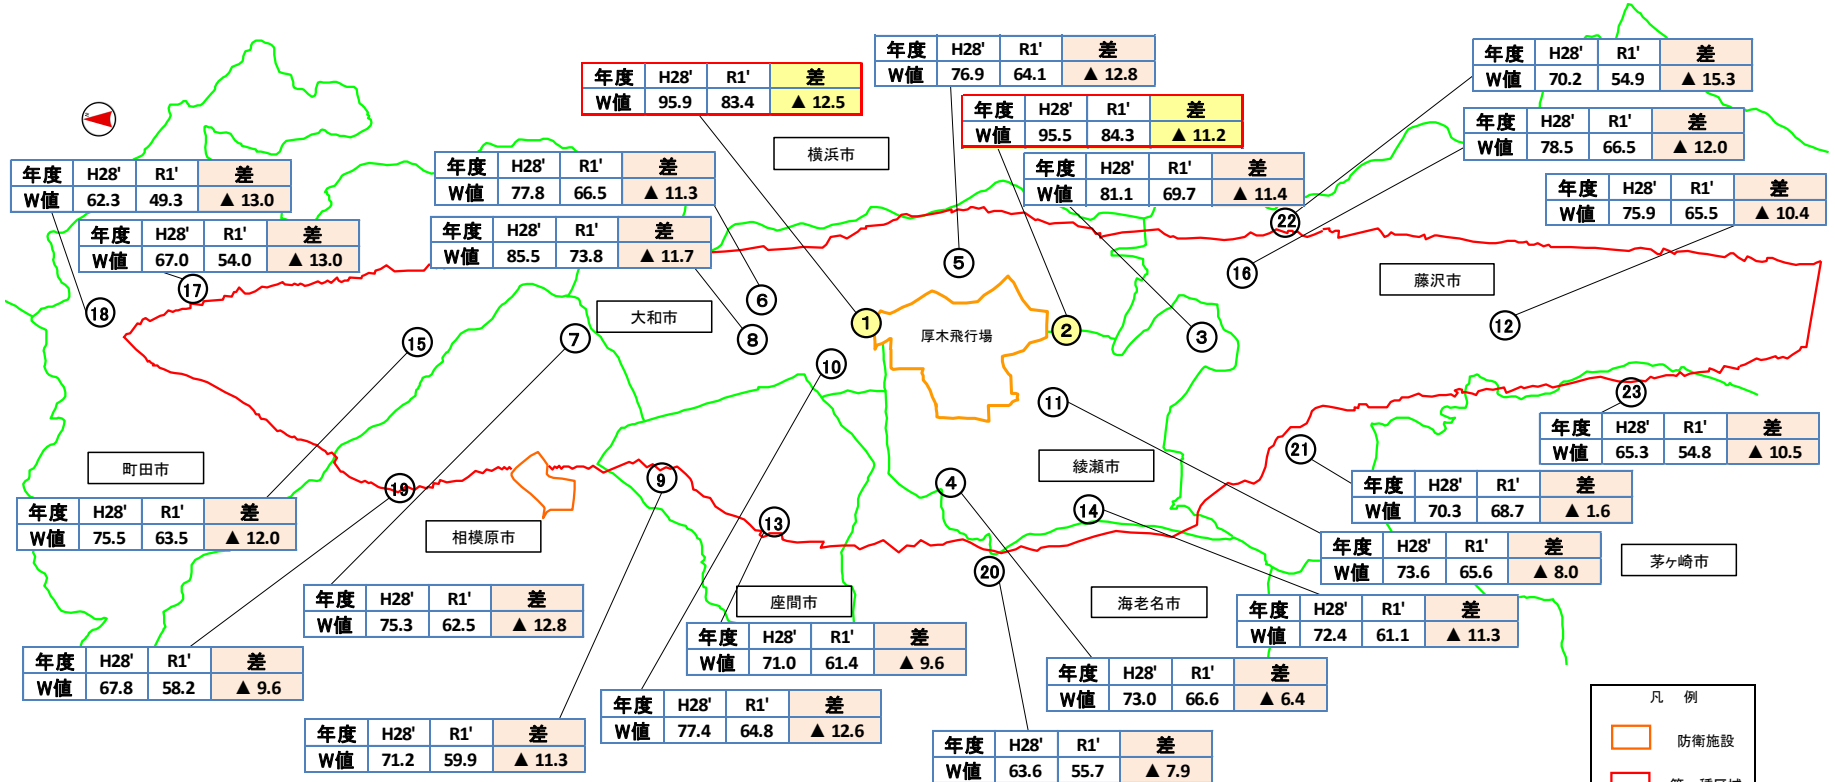 年度 H28' R1' 差
W値 76.9 64.1 ▲ 12.8
年度 H28' R1' 差
W値 70.2 54.9 ▲ 15.3
年度 H28' R1' 差
W値 95.9 83.4 ▲ 12.5
年度 H28' R1' 差
W値 95.5 84.3 ▲ 11.2
年度 H28' R1' 差
W値 78.5 66.5 ▲ 12.0
N
横浜市
年度 H28' R1' 差
W値 62.3 49.3 ▲ 13.0
年度 H28' R1' 差
W値 77.8 66.5 ▲ 11.3
年度 H28' R1' 差
W値 81.1 69.7 ▲ 11.4
年度 H28' R1' 差
W値 75.9 65.5 ▲ 10.4
年度 H28' R1' 差
W値 67.0 54.0 ▲ 13.0
年度 H28' R1' 差
W値 85.5 73.8 ▲ 11.7
22
5
16
藤沢市
17
6
18
大和市
1
2
12
厚木飛行場
3
7
8
15
10
23
11
年度 H28' R1' 差
W値 65.3 54.8 ▲ 10.5
21
町田市
綾瀬市
9
4
19
年度 H28' R1' 差
W値 70.3 68.7 ▲ 1.6
年度 H28' R1' 差
W値 75.5 63.5 ▲ 12.0
14
13
相模原市
年度 H28' R1' 差
W値 73.6 65.6 ▲ 8.0
茅ヶ崎市
20
年度 H28' R1' 差
W値 75.3 62.5 ▲ 12.8
座間市
海老名市
年度 H28' R1' 差
W値 72.4 61.1 ▲ 11.3
年度 H28' R1' 差
W値 71.0 61.4 ▲ 9.6
年度 H28' R1' 差
W値 67.8 58.2 ▲ 9.6
年度 H28' R1' 差
W値 73.0 66.6 ▲ 6.4
年度 H28' R1' 差
W値 77.4 64.8 ▲ 12.6
年度 H28' R1' 差
W値 71.2 59.9 ▲ 11.3
年度 H28' R1' 差
W値 63.6 55.7 ▲ 7.9
凡 例
防衛施設